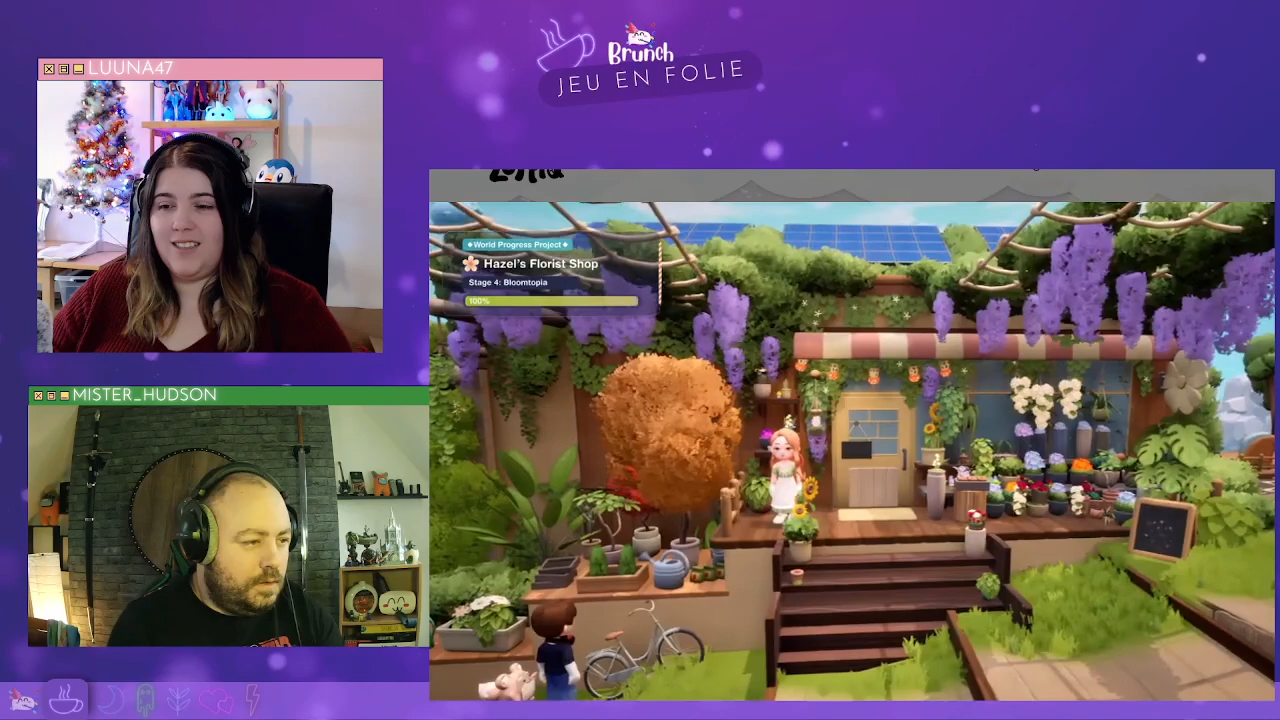 Brunch
JEU EN FOLIE
LUUNA47
World Progress Project
Hazel's Florist Shop
Stage 4: Bloomtopia
100%
MISTER_HUDSON